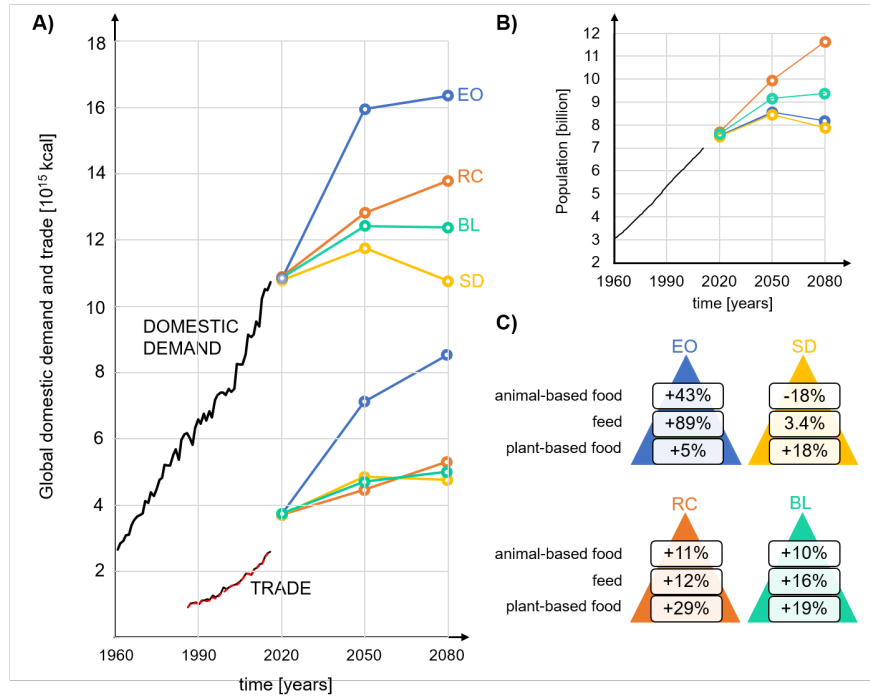 A)
18
16
14
12
10
8
6
4
2
Global domestic demand and trade [10¹⁵ kcal]
EO
RC
BL
SD
DOMESTIC
DEMAND
TRADE
1960
1990
2020
2050
2080
time [years]
B)
12
11
10
9
8
7
6
5
4
3
2
Population [billion]
1960
1990
2020
2050
2080
time [years]
C)
EO
SD
animal-based food
+43%
-18%
feed
+89%
3.4%
plant-based food
+5%
+18%
RC
BL
animal-based food
+11%
+10%
feed
+12%
+16%
plant-based food
+29%
+19%